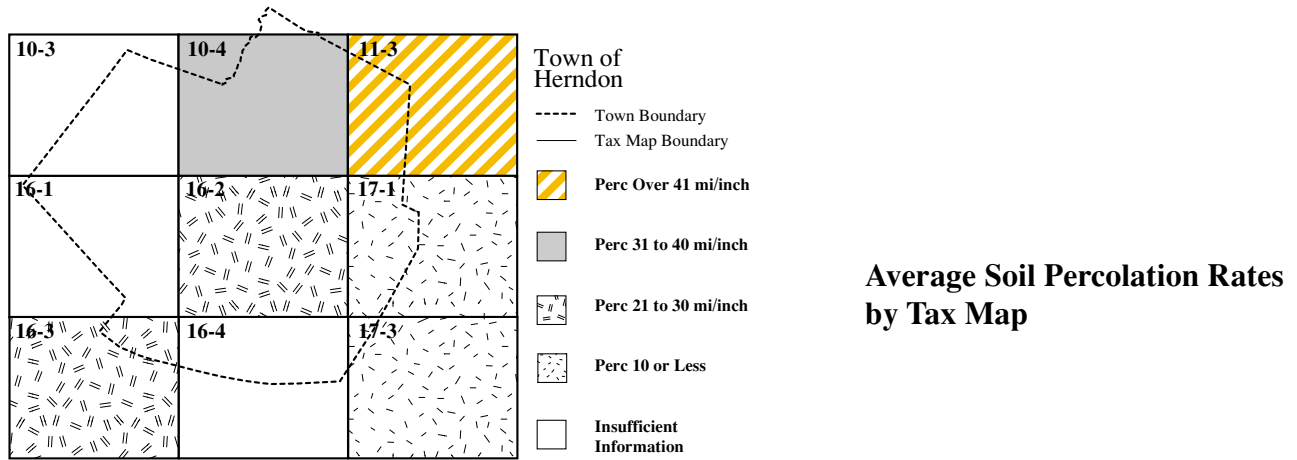 10-3
10-4
11-3
16-1
16-2
17-1
16-3
16-4
17-3
Town of
Herndon
Town Boundary
Tax Map Boundary
Perc Over 41 mi/inch
Perc 31 to 40 mi/inch
Perc 21 to 30 mi/inch
Perc 10 or Less
Insufficient
Information
Average Soil Percolation Rates
by Tax Map